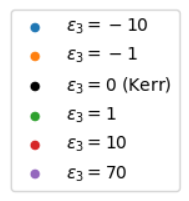 ε₃ = − 10
ε₃ = − 1
ε₃ = 0 (Kerr)
ε₃ = 1
ε₃ = 10
ε₃ = 70